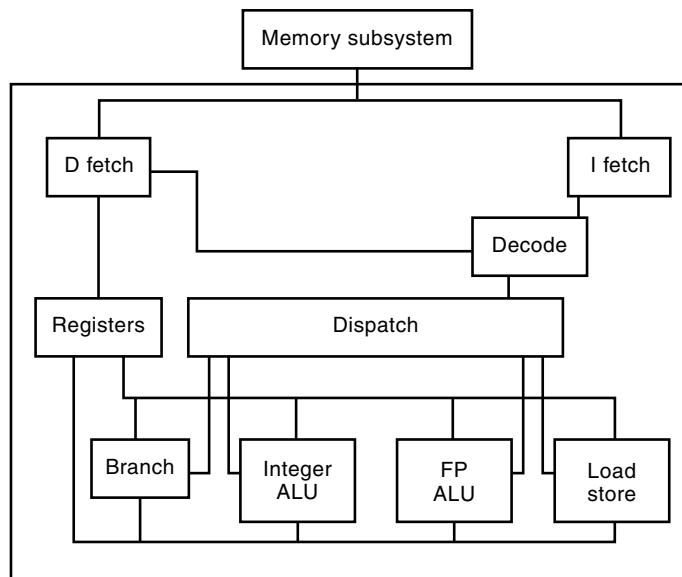 Memory subsystem
D fetch
I fetch
Decode
Registers
Dispatch
Branch
Integer
ALU
FP
ALU
Load
store